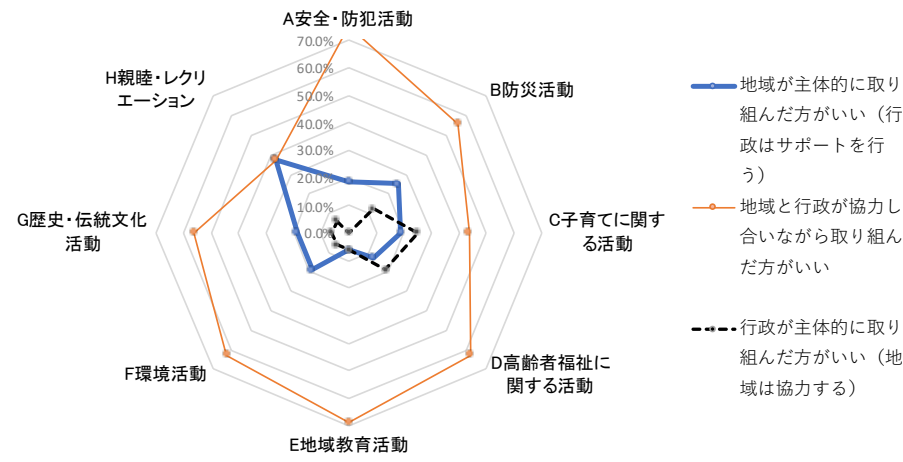 A安全・防犯活動
70.0%
60.0%
50.0%
40.0%
30.0%
20.0%
10.0%
0.0%
B防災活動
C子育てに関す
る活動
D高齢者福祉に
関する活動
E地域教育活動
F環境活動
G歴史・伝統文化
活動
H親睦・レクリ
エーション
地域が主体的に取り
組んだ方がいい（行
政はサポートを行
う）
地域と行政が協力し
合いながら取り組ん
だ方がいい
行政が主体的に取り
組んだ方がいい（地
域は協力する）